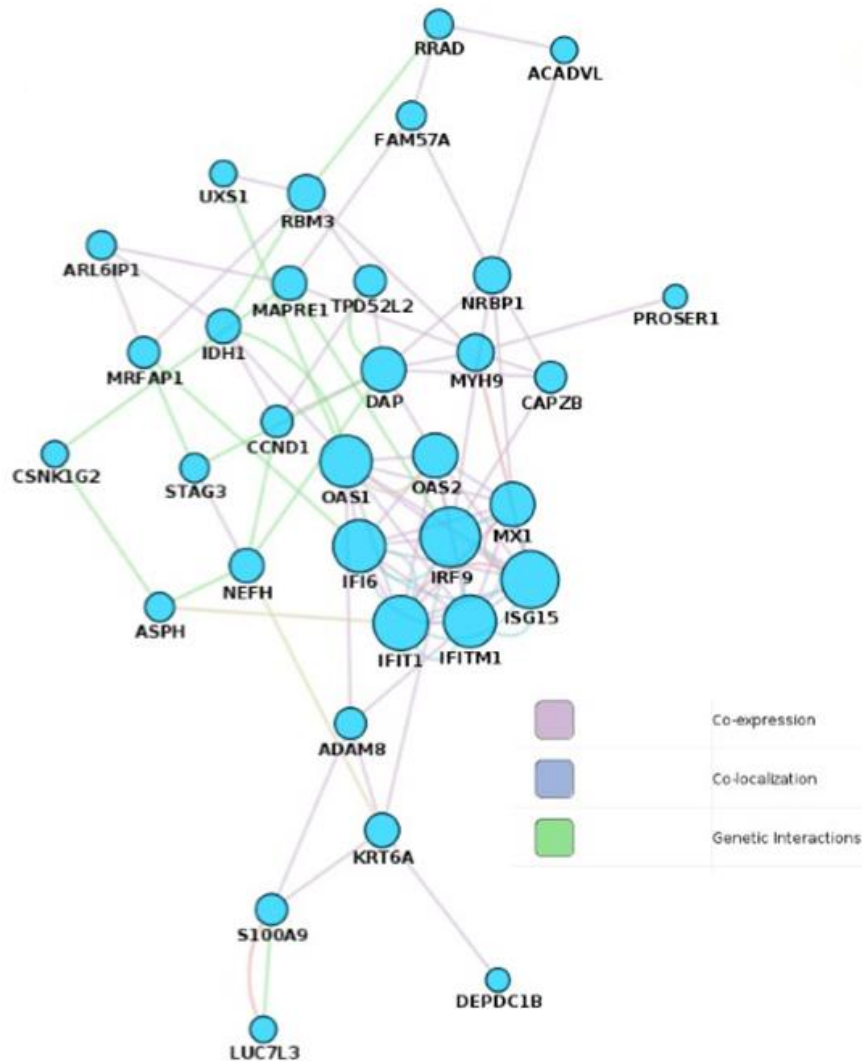 RRAD
ACADVL
FAM57A
UXS1
RBM3
ARL6IP1
MAPRE1
TPD52L2
NRBP1
PROSER1
IDH1
MRFAP1
DAP
MYH9
CAPZB
CCND1
CSNK1G2
STAG3
OAS1
OAS2
MX1
IFI6
IRF9
NEFH
ISG15
ASPH
IFIT1
IFITM1
Co-expression
ADAM8
Co-localization
Genetic Interactions
KRT6A
S100A9
DEPDC1B
LUC7L3